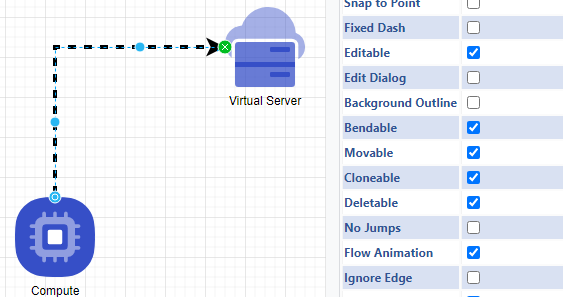 Virtual Server
Compute
Snap to Point
Fixed Dash
Editable
Edit Dialog
Background Outline
Bendable
Movable
Cloneable
Deletable
No Jumps
Flow Animation
Ignore Edge